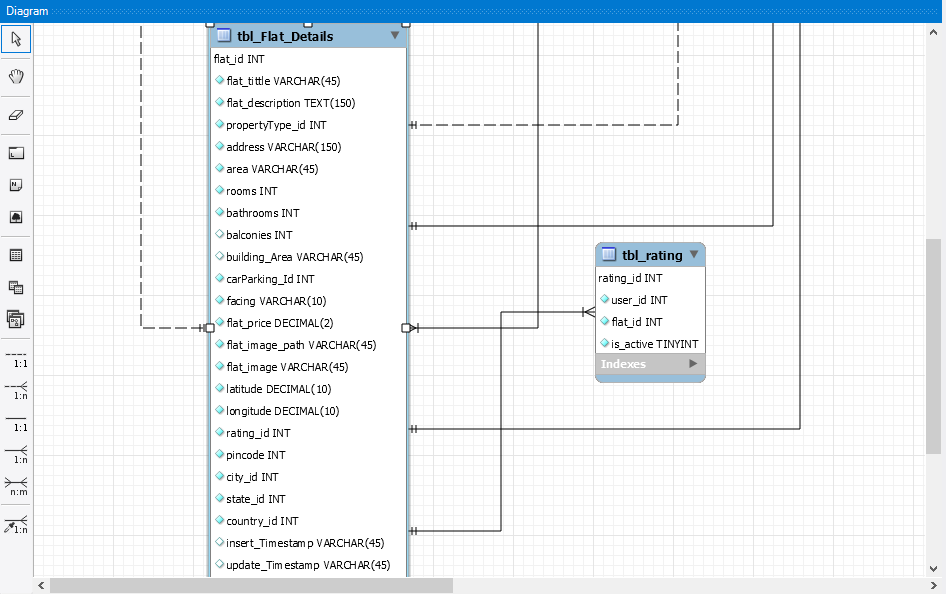 Diagram
tbl_Flat_Details
flat_id INT
flat_tittle VARCHAR(45)
flat_description TEXT(150)
propertyType_id INT
address VARCHAR(150)
area VARCHAR(45)
rooms INT
bathrooms INT
balconies INT
building_Area VARCHAR(45)
carParking_Id INT
facing VARCHAR(10)
flat_price DECIMAL(2)
flat_image_path VARCHAR(45)
flat_image VARCHAR(45)
latitude DECIMAL(10)
longitude DECIMAL(10)
rating_id INT
pincode INT
city_id INT
state_id INT
country_id INT
insert_Timestamp VARCHAR(45)
update_Timestamp VARCHAR(45)
tbl_rating
rating_id INT
user_id INT
flat_id INT
is_active TINYINT
Indexes
1:1
1:n
1:1
1:n
n:m
1:n